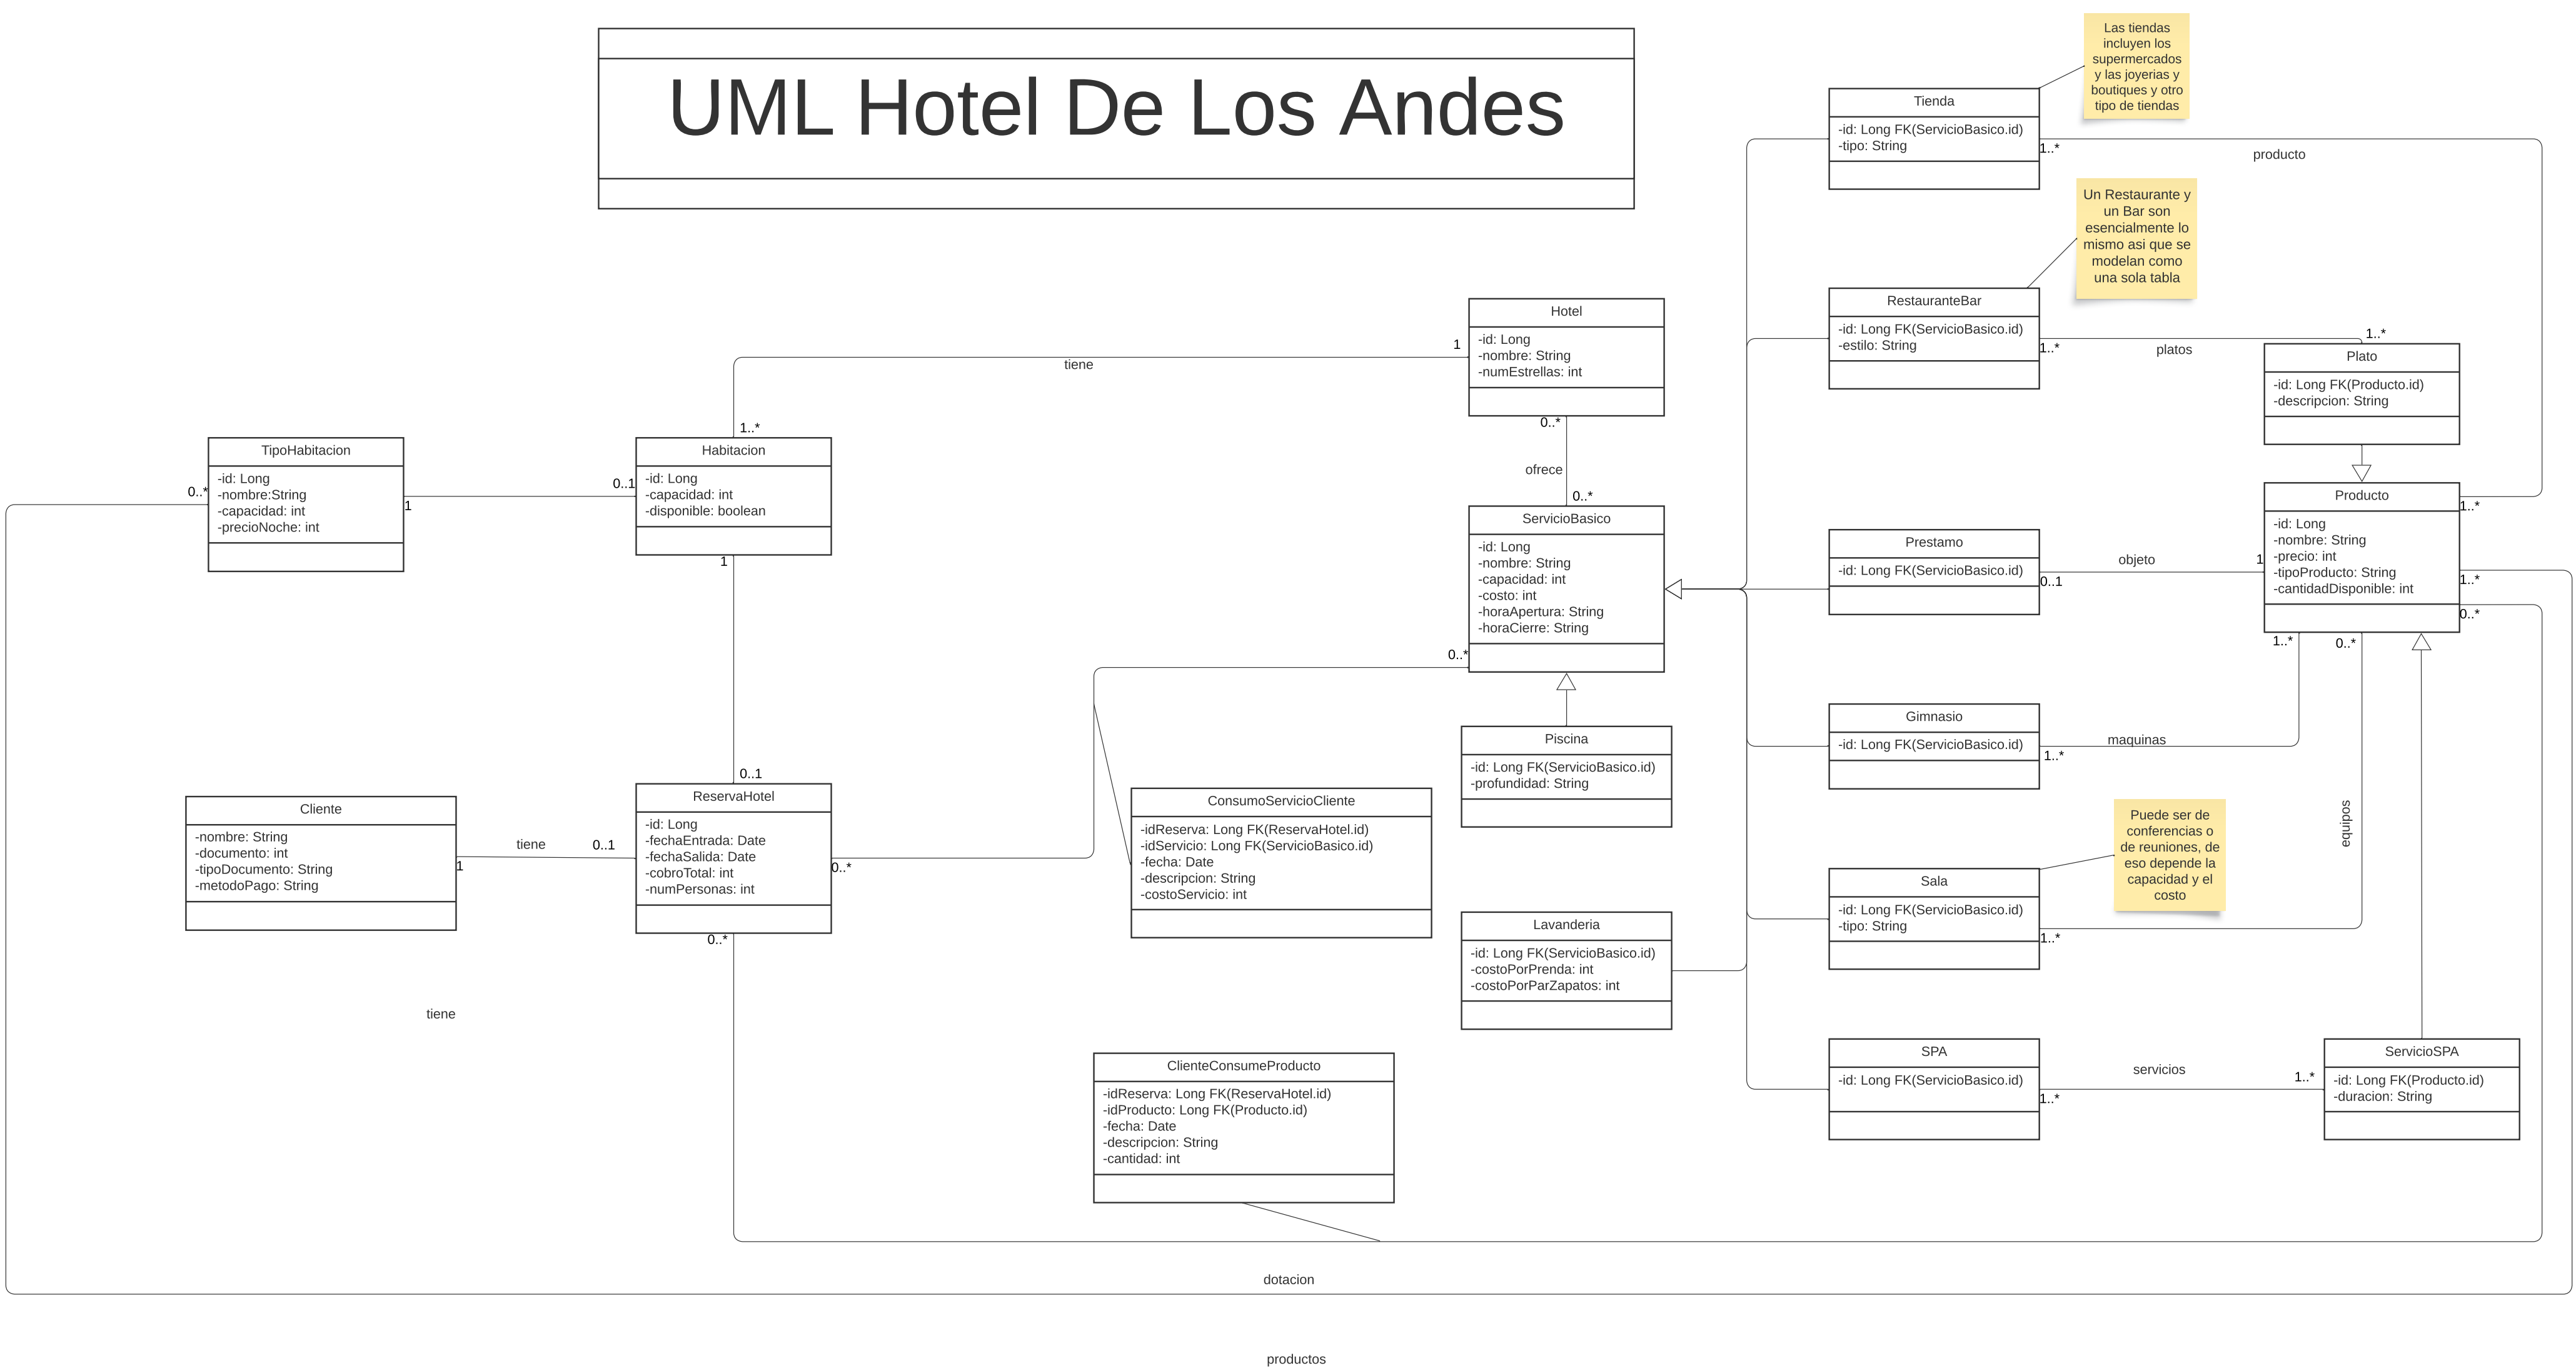 UML Hotel De Los Andes
Las tiendas
incluyen los
supermercados
y las joyerias y
boutiques y otro
tipo de tiendas
Tienda
-id: Long FK(ServicioBasico.id)
-tipo: String
1..*
producto
Un Restaurante y
un Bar son
esencialmente lo
mismo asi que se
modelan como
una sola tabla
RestauranteBar
-id: Long FK(ServicioBasico.id)
-estilo: String
1..*
platos
1..*
Plato
-id: Long FK(Producto.id)
-descripcion: String
Hotel
-id: Long
-nombre: String
-numEstrellas: int
1
tiene
1..*
0..*
ofrece
0..*
TipoHabitacion
-id: Long
-nombre:String
-capacidad: int
-precioNoche: int
0..*
1
0..1
Habitacion
-id: Long
-capacidad: int
-disponible: boolean
1
0..1
ServicioBasico
-id: Long
-nombre: String
-capacidad: int
-costo: int
-horaApertura: String
-horaCierre: String
0..*
Prestamo
-id: Long FK(ServicioBasico.id)
0..1
objeto
1
Producto
-id: Long
-nombre: String
-precio: int
-tipoProducto: String
-cantidadDisponible: int
1..*
1..*
0..*
1..*
0..*
Piscina
-id: Long FK(ServicioBasico.id)
-profundidad: String
Gimnasio
-id: Long FK(ServicioBasico.id)
1..*
maquinas
Cliente
-nombre: String
-documento: int
-tipoDocumento: String
-metodoPago: String
1
tiene
0..1
ReservaHotel
-id: Long
-fechaEntrada: Date
-fechaSalida: Date
-cobroTotal: int
-numPersonas: int
0..*
0..*
ConsumoServicioCliente
-idReserva: Long FK(ReservaHotel.id)
-idServicio: Long FK(ServicioBasico.id)
-fecha: Date
-descripcion: String
-costoServicio: int
Puede ser de
conferencias o
de reuniones, de
eso depende la
capacidad y el
costo
equipos
Sala
-id: Long FK(ServicioBasico.id)
-tipo: String
1..*
Lavanderia
-id: Long FK(ServicioBasico.id)
-costoPorPrenda: int
-costoPorParZapatos: int
tiene
ClienteConsumeProducto
-idReserva: Long FK(ReservaHotel.id)
-idProducto: Long FK(Producto.id)
-fecha: Date
-descripcion: String
-cantidad: int
SPA
-id: Long FK(ServicioBasico.id)
1..*
servicios
1..*
ServicioSPA
-id: Long FK(Producto.id)
-duracion: String
dotacion
productos